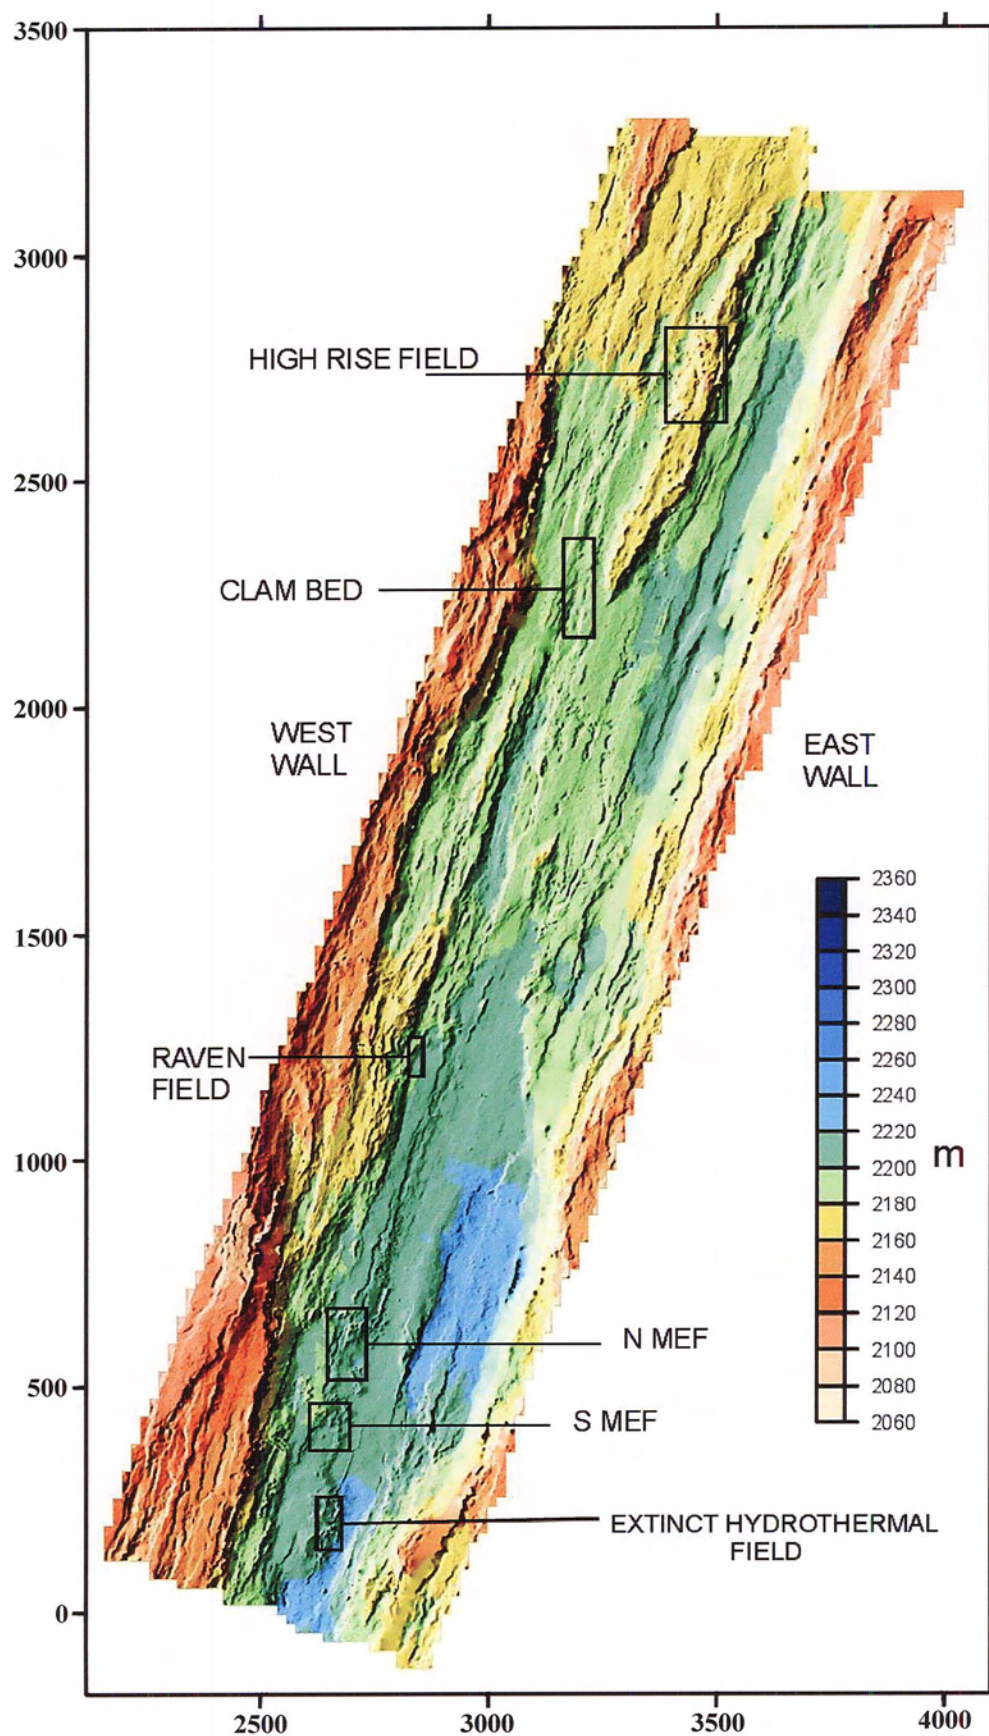 3500
3000
HIGH RISE FIELD
2500
CLAM BED
2000
WEST
WALL
EAST
WALL
2360
2340
2320
2300
2280
2260
2240
2220
2200
2180
2160
2140
2120
2100
2080
2060
m
1500
RAVEN
FIELD
1000
N MEF
500
S MEF
EXTINCT HYDROTHERMAL
FIELD
0
2500
3000
3500
4000